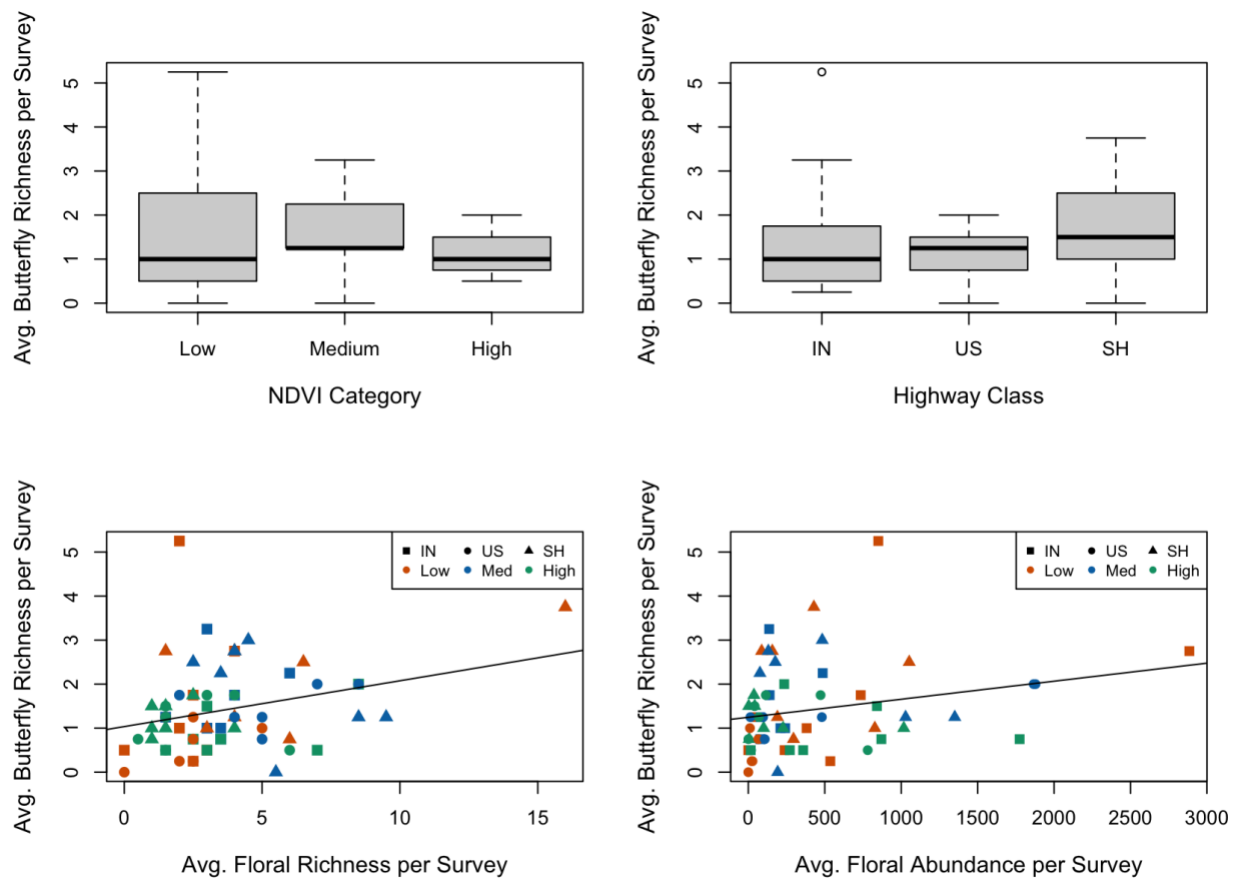 Avg. Butterfly Richness per Survey
0 1 2 3 4 5
Low Medium High
NDVI Category
Avg. Butterfly Richness per Survey
0 1 2 3 4 5
IN US SH
Highway Class
Avg. Butterfly Richness per Survey
0 1 2 3 4 5
IN US SH
Low Med High
0 5 10 15
Avg. Floral Richness per Survey
Avg. Butterfly Richness per Survey
0 1 2 3 4 5
IN US SH
Low Med High
0 500 1000 1500 2000 2500 3000
Avg. Floral Abundance per Survey